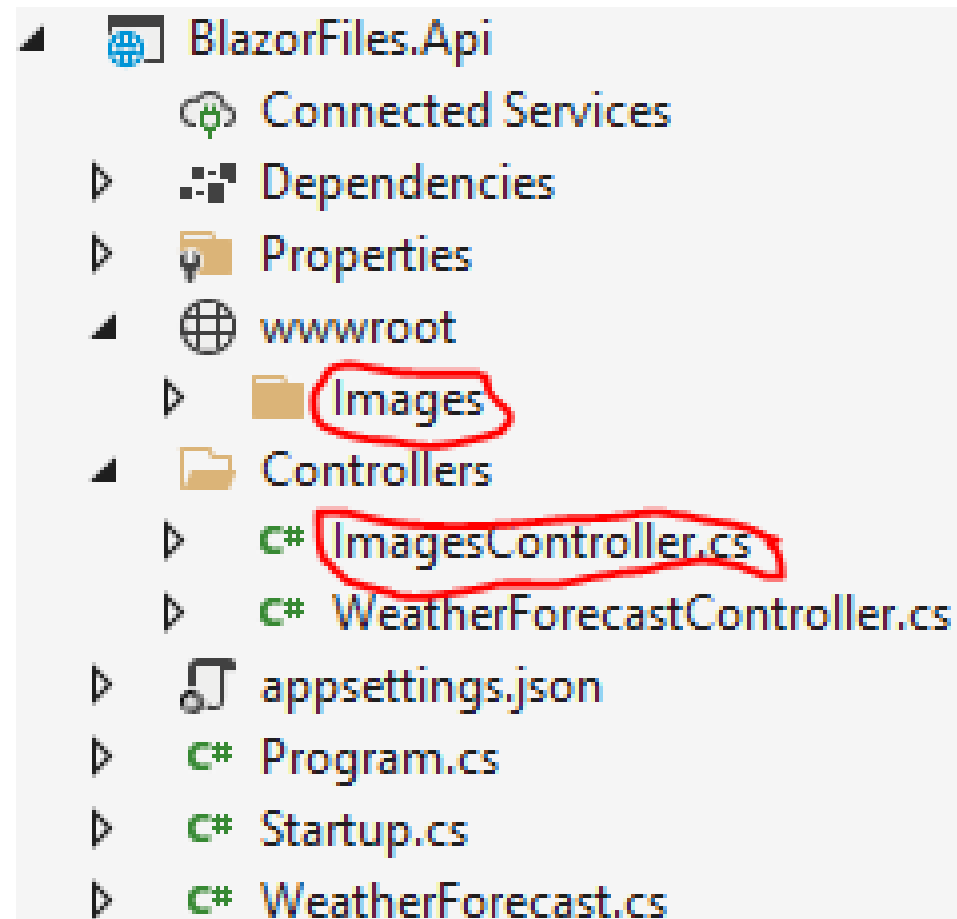 BlazorFiles.Api
Connected Services
Dependencies
Properties
wwwroot
Images
Controllers
C# ImagesController.cs
C# WeatherForecastController.cs
appsettings.json
C# Program.cs
C# Startup.cs
C# WeatherForecast.cs